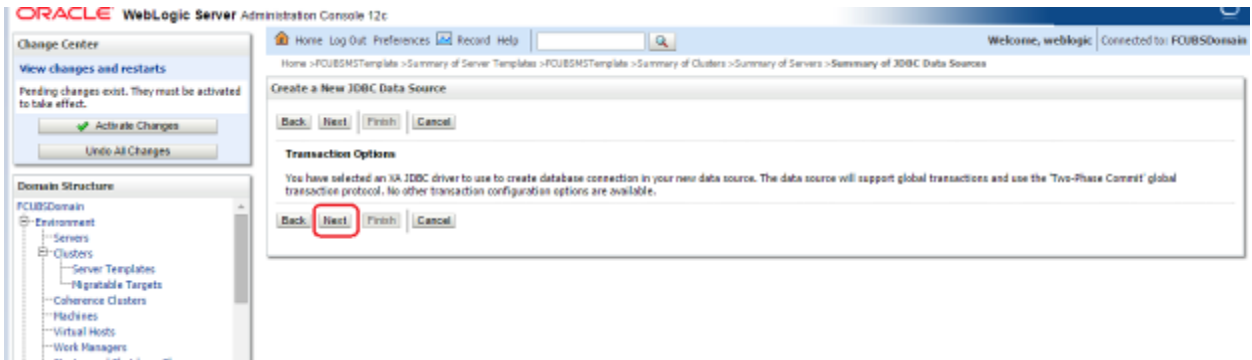 ORACLE WebLogic Server Administration Console 12c
Change Center
View changes and restarts
Pending changes exist. They must be activated
to take effect.
Activate Changes
Undo All Changes
Domain Structure
FCUBSDomain
Environment
Servers
Clusters
Server Templates
Migratable Targets
Coherence Clusters
Machines
Virtual Hosts
Work Managers
Home Log Out Preferences Record Help
Welcome, weblogic Connected to: FCUBSDomain
Home >FCUBSMSTemplate >Summary of Server Templates >FCUBSMSTemplate >Summary of Clusters >Summary of Servers >Summary of JDBC Data Sources
Create a New JDBC Data Source
Back Next Finish Cancel
Transaction Options
You have selected an XA JDBC driver to use to create database connection in your new data source. The data source will support global transactions and use the 'Two-Phase Commit' global
transaction protocol. No other transaction configuration options are available.
Back Next Finish Cancel